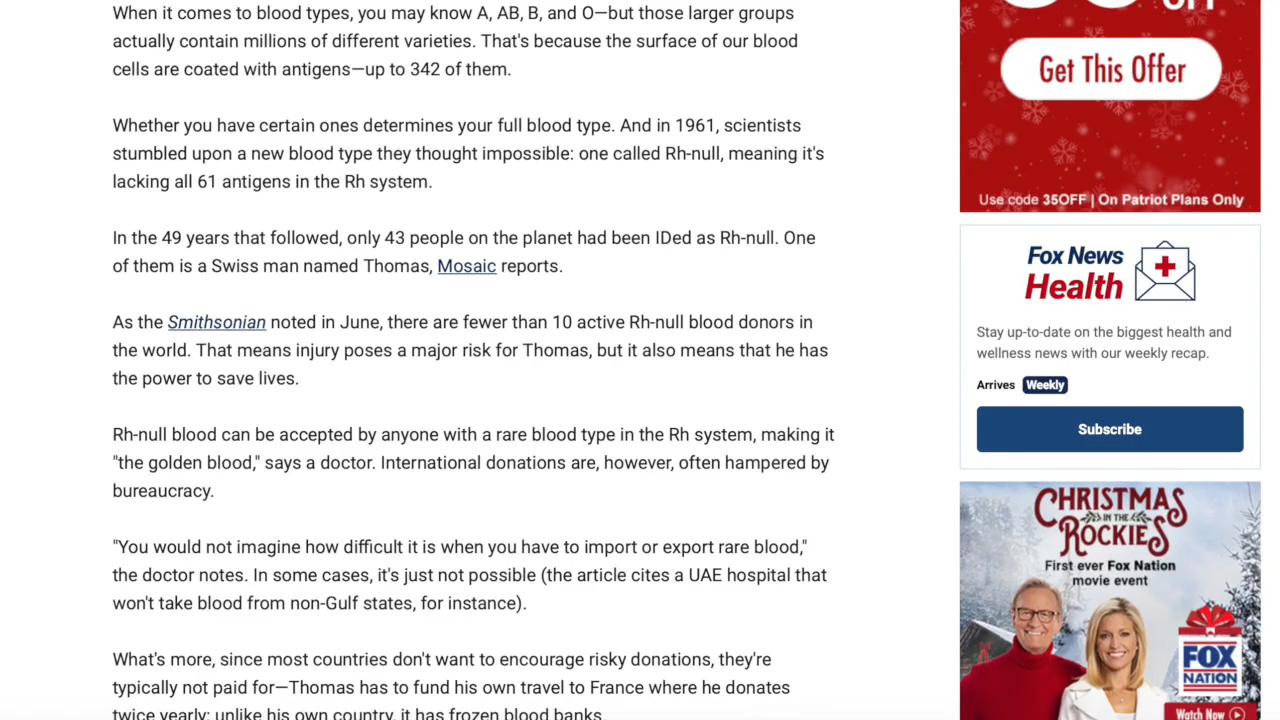 When it comes to blood types, you may know A, AB, B, and O—but those larger groups
actually contain millions of different varieties. That's because the surface of our blood
cells are coated with antigens—up to 342 of them.
Whether you have certain ones determines your full blood type. And in 1961, scientists
stumbled upon a new blood type they thought impossible: one called Rh-null, meaning it's
lacking all 61 antigens in the Rh system.
In the 49 years that followed, only 43 people on the planet had been IDed as Rh-null. One
of them is a Swiss man named Thomas, Mosaic reports.
As the Smithsonian noted in June, there are fewer than 10 active Rh-null blood donors in
the world. That means injury poses a major risk for Thomas, but it also means that he has
the power to save lives.
Rh-null blood can be accepted by anyone with a rare blood type in the Rh system, making it
"the golden blood," says a doctor. International donations are, however, often hampered by
bureaucracy.
"You would not imagine how difficult it is when you have to import or export rare blood,"
the doctor notes. In some cases, it's just not possible (the article cites a UAE hospital that
won't take blood from non-Gulf states, for instance).
What's more, since most countries don't want to encourage risky donations, they're
typically not paid for—Thomas has to fund his own travel to France where he donates
twice yearly; unlike his own country, it has frozen blood banks.
Get This Offer
Use code 35OFF | On Patriot Plans Only
Fox News
Health
Stay up-to-date on the biggest health and
wellness news with our weekly recap.
Arrives Weekly
Subscribe
CHRISTMAS
IN THE
ROCKIES
First ever Fox Nation
movie event
FOX
NATION
Watch Now